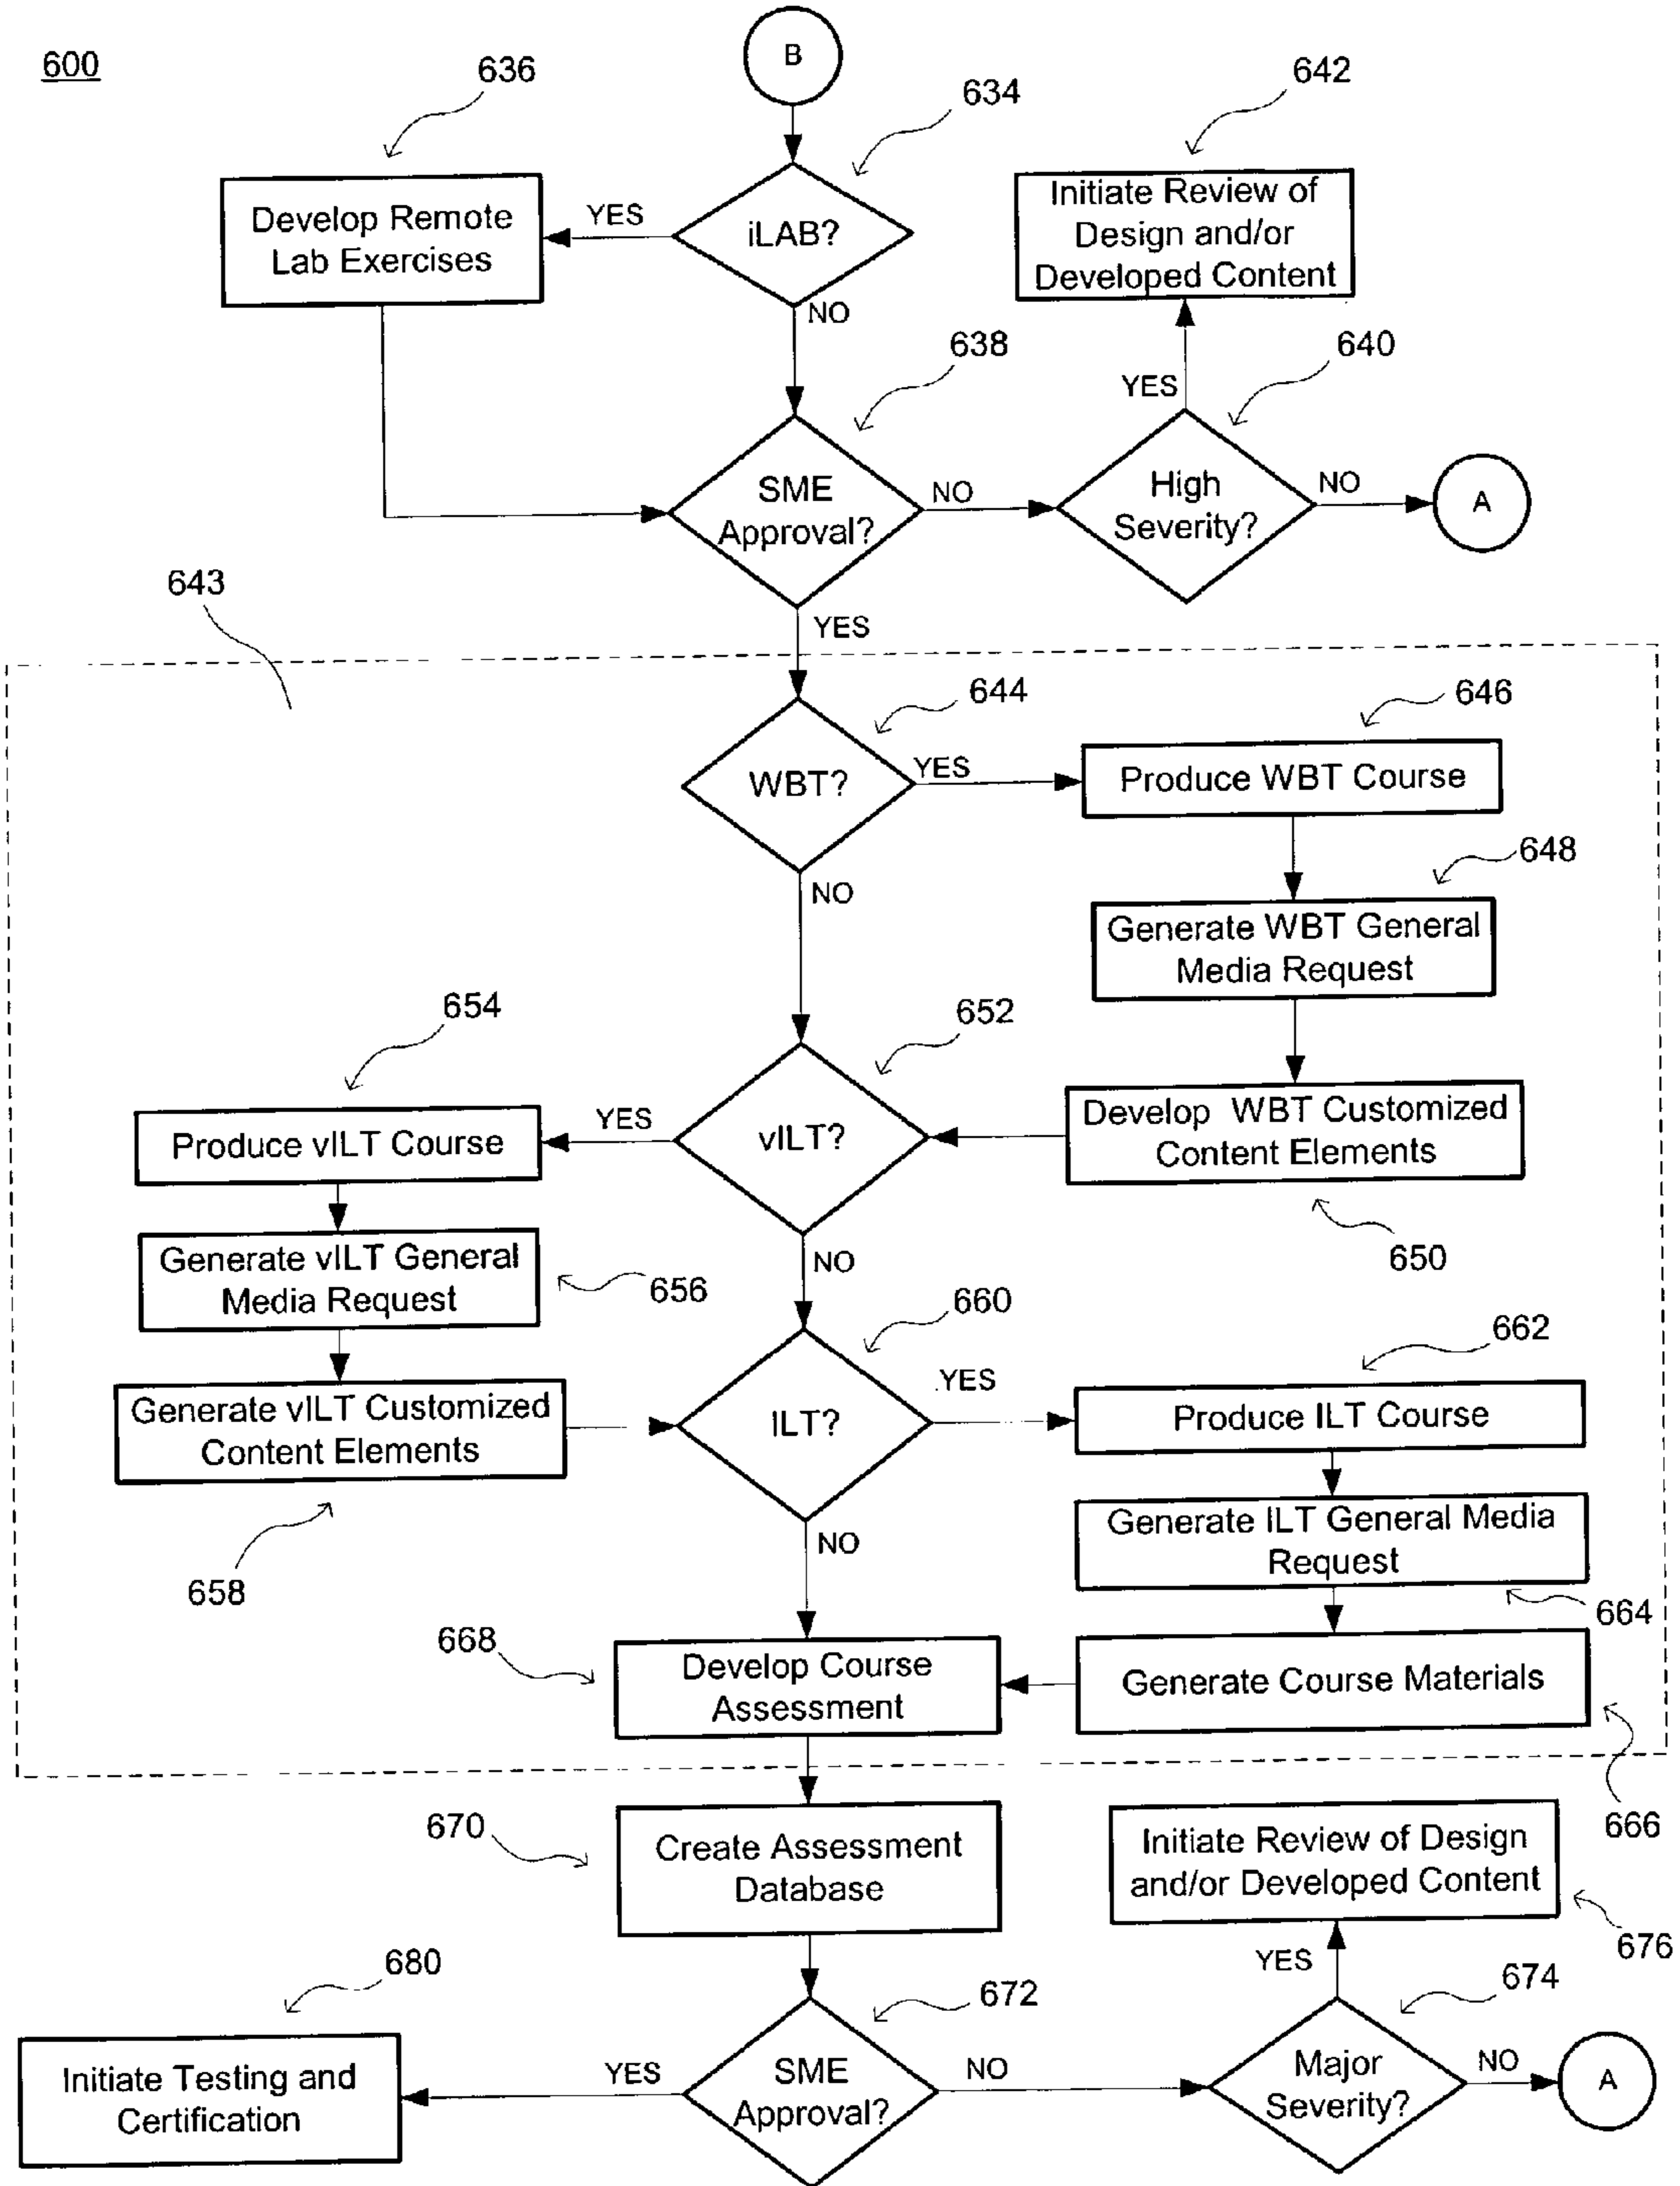 600
B
636
634
642
Develop Remote
Lab Exercises
YES
iLAB?
Initiate Review of
Design and/or
Developed Content
NO
638
640
YES
SME
Approval?
NO
High
Severity?
NO
A
643
YES
644
646
WBT?
YES
Produce WBT Course
648
NO
Generate WBT General
Media Request
654
652
Produce vILT Course
YES
vILT?
Develop WBT Customized
Content Elements
650
Generate vILT General
Media Request
656
NO
660
662
Generate vILT Customized
Content Elements
ILT?
.YES
Produce ILT Course
658
NO
Generate ILT General Media
Request
664
668
Develop Course
Assessment
Generate Course Materials
666
670
Create Assessment
Database
Initiate Review of Design
and/or Developed Content
676
680
672
YES
674
Initiate Testing and
Certification
YES
SME
Approval?
NO
Major
Severity?
NO
A